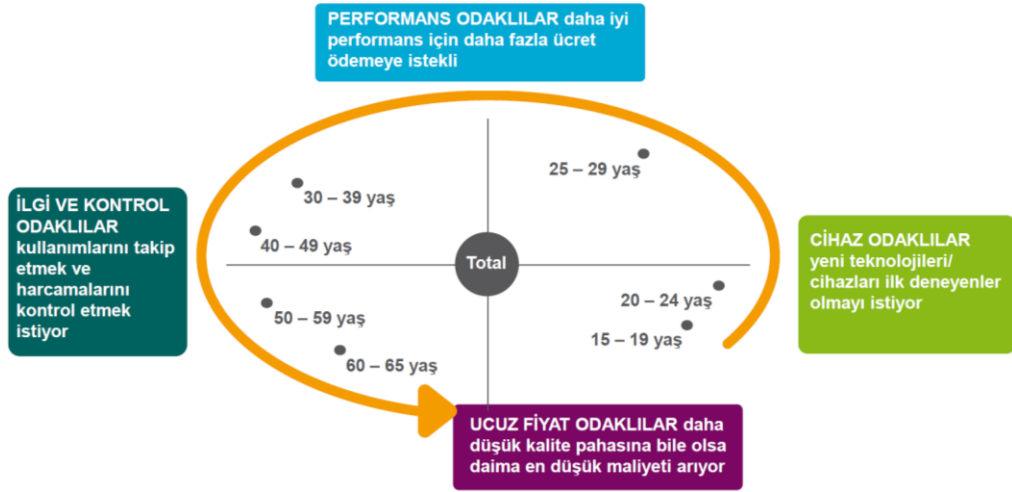 PERFORMANS ODAKLILAR daha iyi
performans için daha fazla ücret
ödemeye istekli
25 – 29 yaş
30 – 39 yaş
İLGİ VE KONTROL
ODAKLILAR
kullanımlarını takip
etmek ve
harcamalarını
kontrol etmek
istiyor
40 – 49 yaş
Total
CİHAZ ODAKLILAR
yeni teknolojileri/
cihazları ilk deneyenler
olmayı istiyor
20 – 24 yaş
50 – 59 yaş
15 – 19 yaş
60 – 65 yaş
UCUZ FİYAT ODAKLILAR daha
düşük kalite pahasına bile olsa
daima en düşük maliyeti arıyor